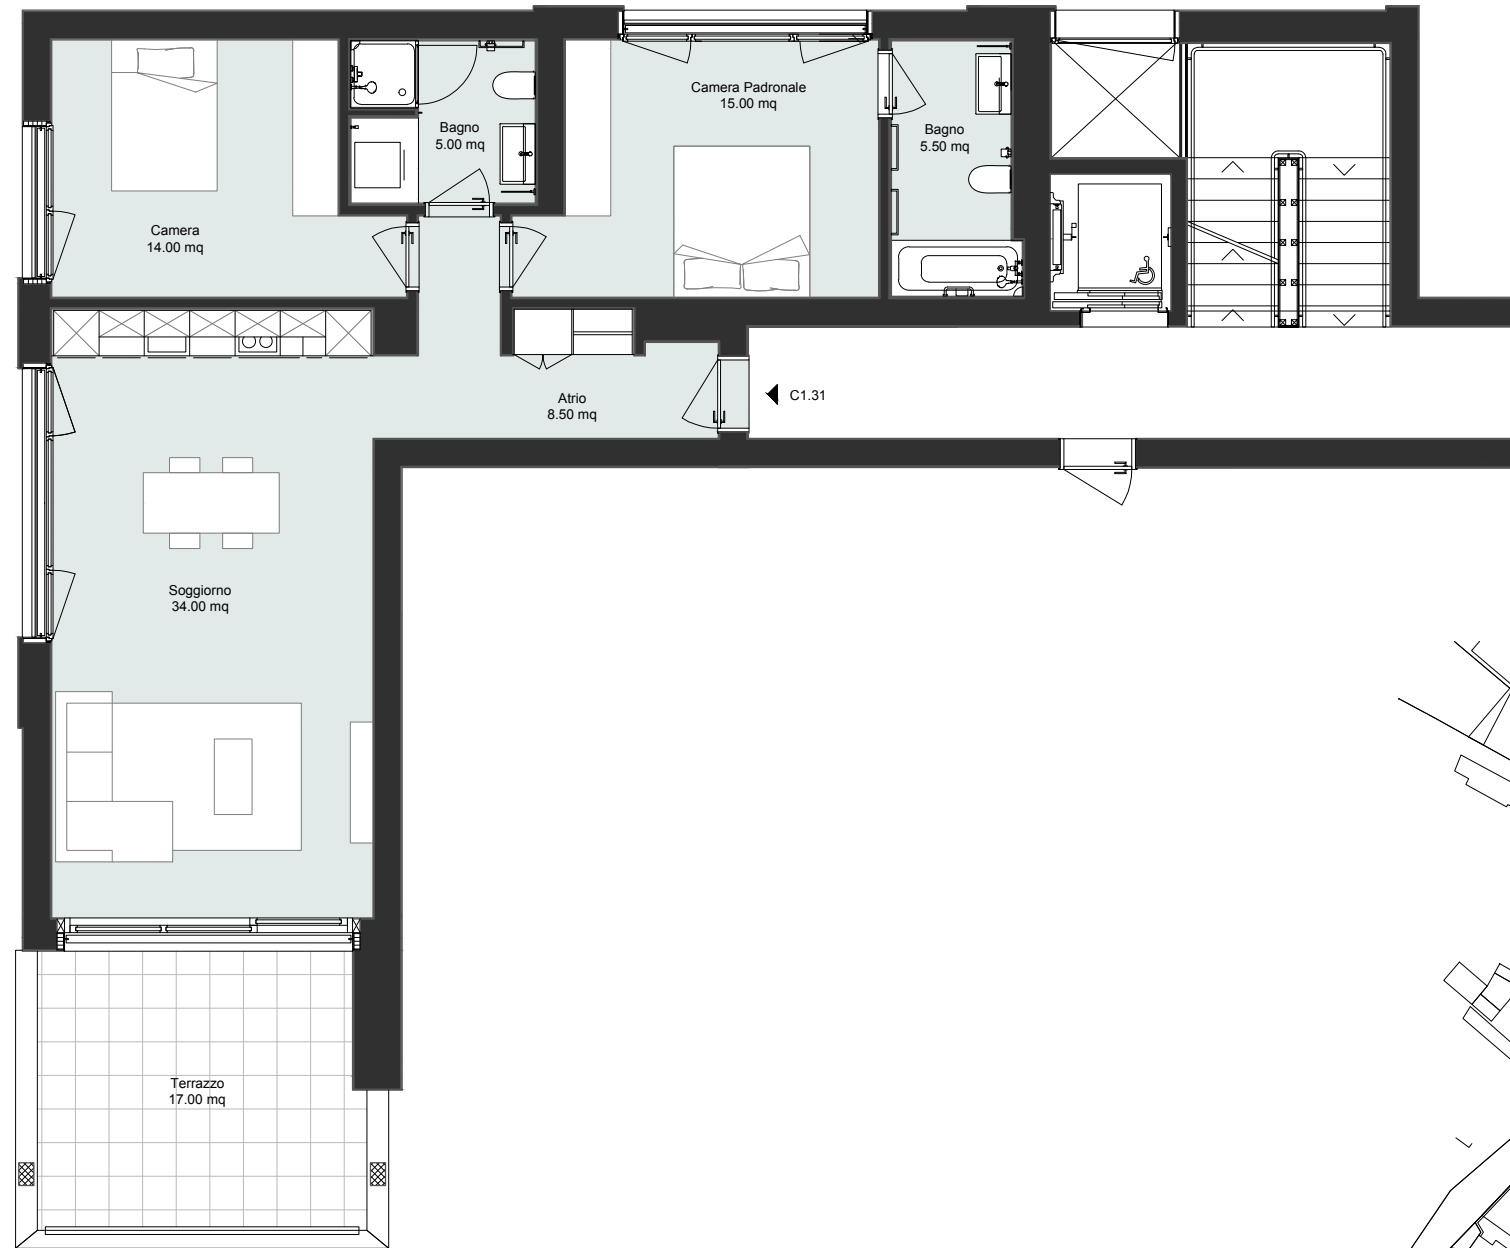 Camera Padronale
15.00 mq
Bagno
5.00 mq
Bagno
5.50 mq
Camera
14.00 mq
Atrio
8.50 mq
C1.31
Soggiorno
34.00 mq
Terrazzo
17.00 mq